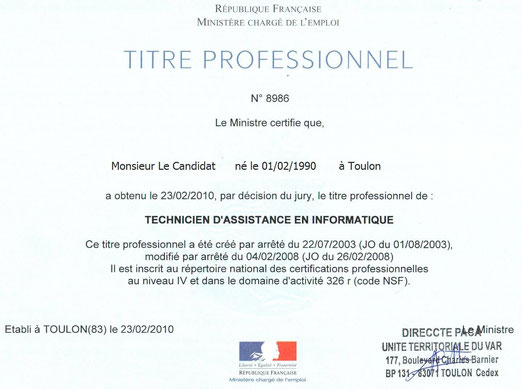 RÉPUBLIQUE FRANÇAISE
MINISTÈRE CHARGÉ DE L'EMPLOI
TITRE PROFESSIONNEL
N° 8986
Le Ministre certifie que,
Monsieur Le Candidat né le 01/02/1990 à Toulon
a obtenu le 23/02/2010, par décision du jury, le titre professionnel de :
TECHNICIEN D'ASSISTANCE EN INFORMATIQUE
Ce titre professionnel a été créé par arrêté du 22/07/2003 (JO du 01/08/2003),
modifié par arrêté du 04/02/2008 (JO du 26/02/2008)
Il est inscrit au répertoire national des certifications professionnelles
au niveau IV et dans le domaine d'activité 326 r (code NSF).
Etabli à TOULON(83) le 23/02/2010
Le Ministre
DIRECCTE PACA
UNITE TERRITORIALE DU VAR
177, Boulevard Charles Barnier
BP 131 - 83071 TOULON Cedex
Liberté • Égalité • Fraternité
RÉPUBLIQUE FRANÇAISE
Ministère chargé de l'emploi